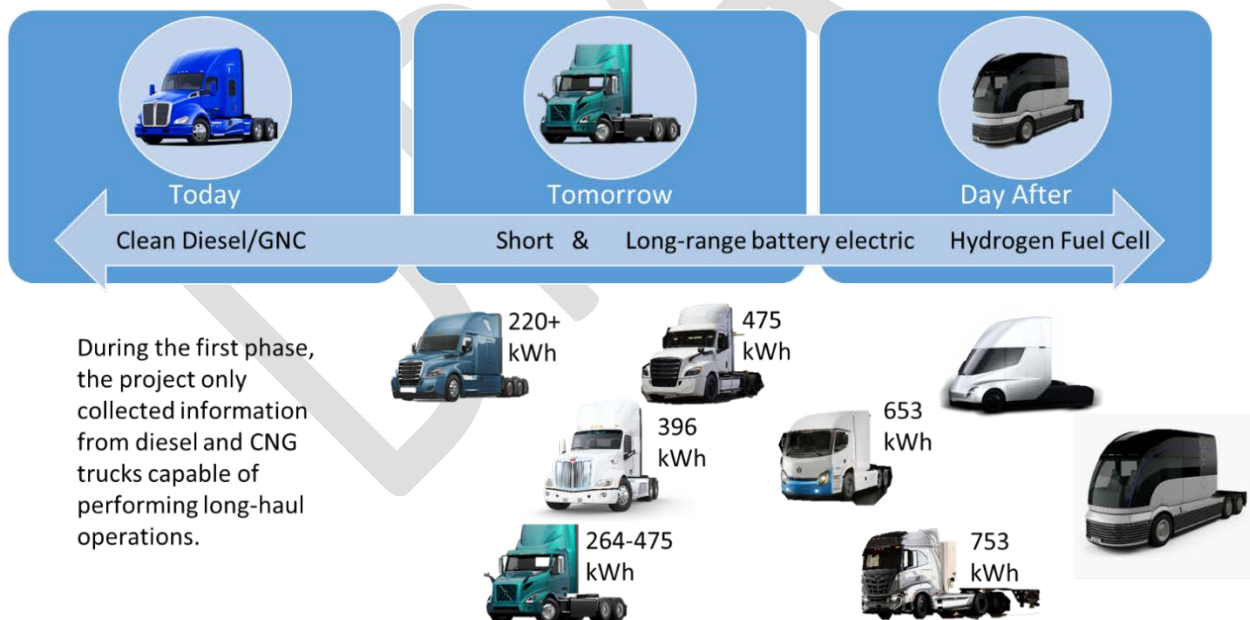 Today
Tomorrow
Day After
Clean Diesel/GNC
Short & Long-range battery electric
Hydrogen Fuel Cell
During the first phase,
the project only
collected information
from diesel and CNG
trucks capable of
performing long-haul
operations.
220+
kWh
475
kWh
396
kWh
653
kWh
264-475
kWh
753
kWh